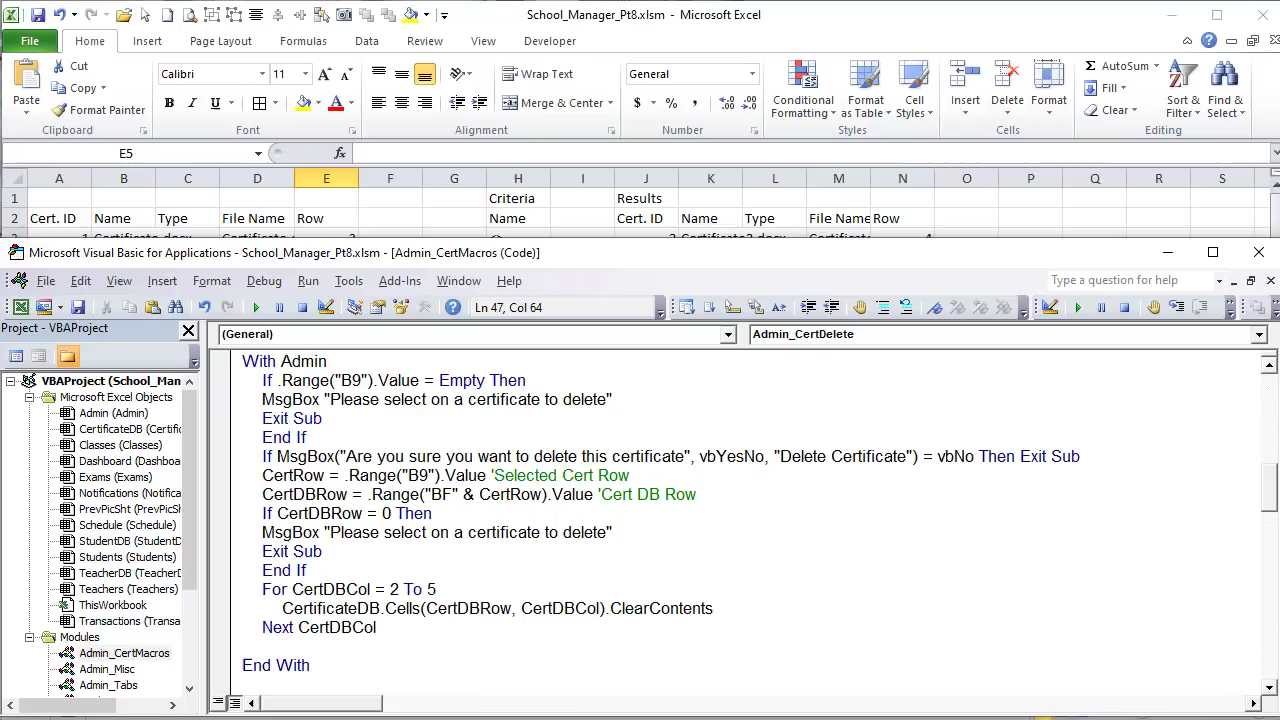 School_Manager_Pt8.xlsm - Microsoft Excel
File Home Insert Page Layout Formulas Data Review View Developer
Paste Cut Copy Format Painter
Calibri 11
B I U A A A
Wrap Text
Merge & Center
General
$ % ,
Conditional Formatting Format as Table Cell Styles
Insert Delete Format
AutoSum Fill Clear
Sort & Filter Find & Select
Clipboard Font Alignment Number Styles Cells Editing
E5 fx
A B C D E F G H I J K L M N O P Q R S
1 Criteria Results
2 Cert. ID Name Type File Name Row Name Cert. ID Name Type File Name Row
Microsoft Visual Basic for Applications - School_Manager_Pt8.xlsm - [Admin_CertMacros (Code)]
File Edit View Insert Format Debug Run Tools Add-Ins Window Help
Type a question for help
Ln 47, Col 64
Project - VBAProject
VBAProject (School_Man
Microsoft Excel Objects
Admin (Admin)
CertificateDB (Certifi
Classes (Classes)
Dashboard (Dashboa
Exams (Exams)
Notifications (Notifica
PrevPicSht (PrevPicS
Schedule (Schedule)
StudentDB (StudentD
Students (Students)
TeacherDB (TeacherD
Teachers (Teachers)
ThisWorkbook
Transactions (Transa
Modules
Admin_CertMacros
Admin_Misc
Admin_Tabs
(General) Admin_CertDelete
With Admin
If .Range("B9").Value = Empty Then
MsgBox "Please select on a certificate to delete"
Exit Sub
End If
If MsgBox("Are you sure you want to delete this certificate", vbYesNo, "Delete Certificate") = vbNo Then Exit Sub
CertRow = .Range("B9").Value 'Selected Cert Row
CertDBRow = .Range("BF" & CertRow).Value 'Cert DB Row
If CertDBRow = 0 Then
MsgBox "Please select on a certificate to delete"
Exit Sub
End If
For CertDBCol = 2 To 5
CertificateDB.Cells(CertDBRow, CertDBCol).ClearContents
Next CertDBCol
End With